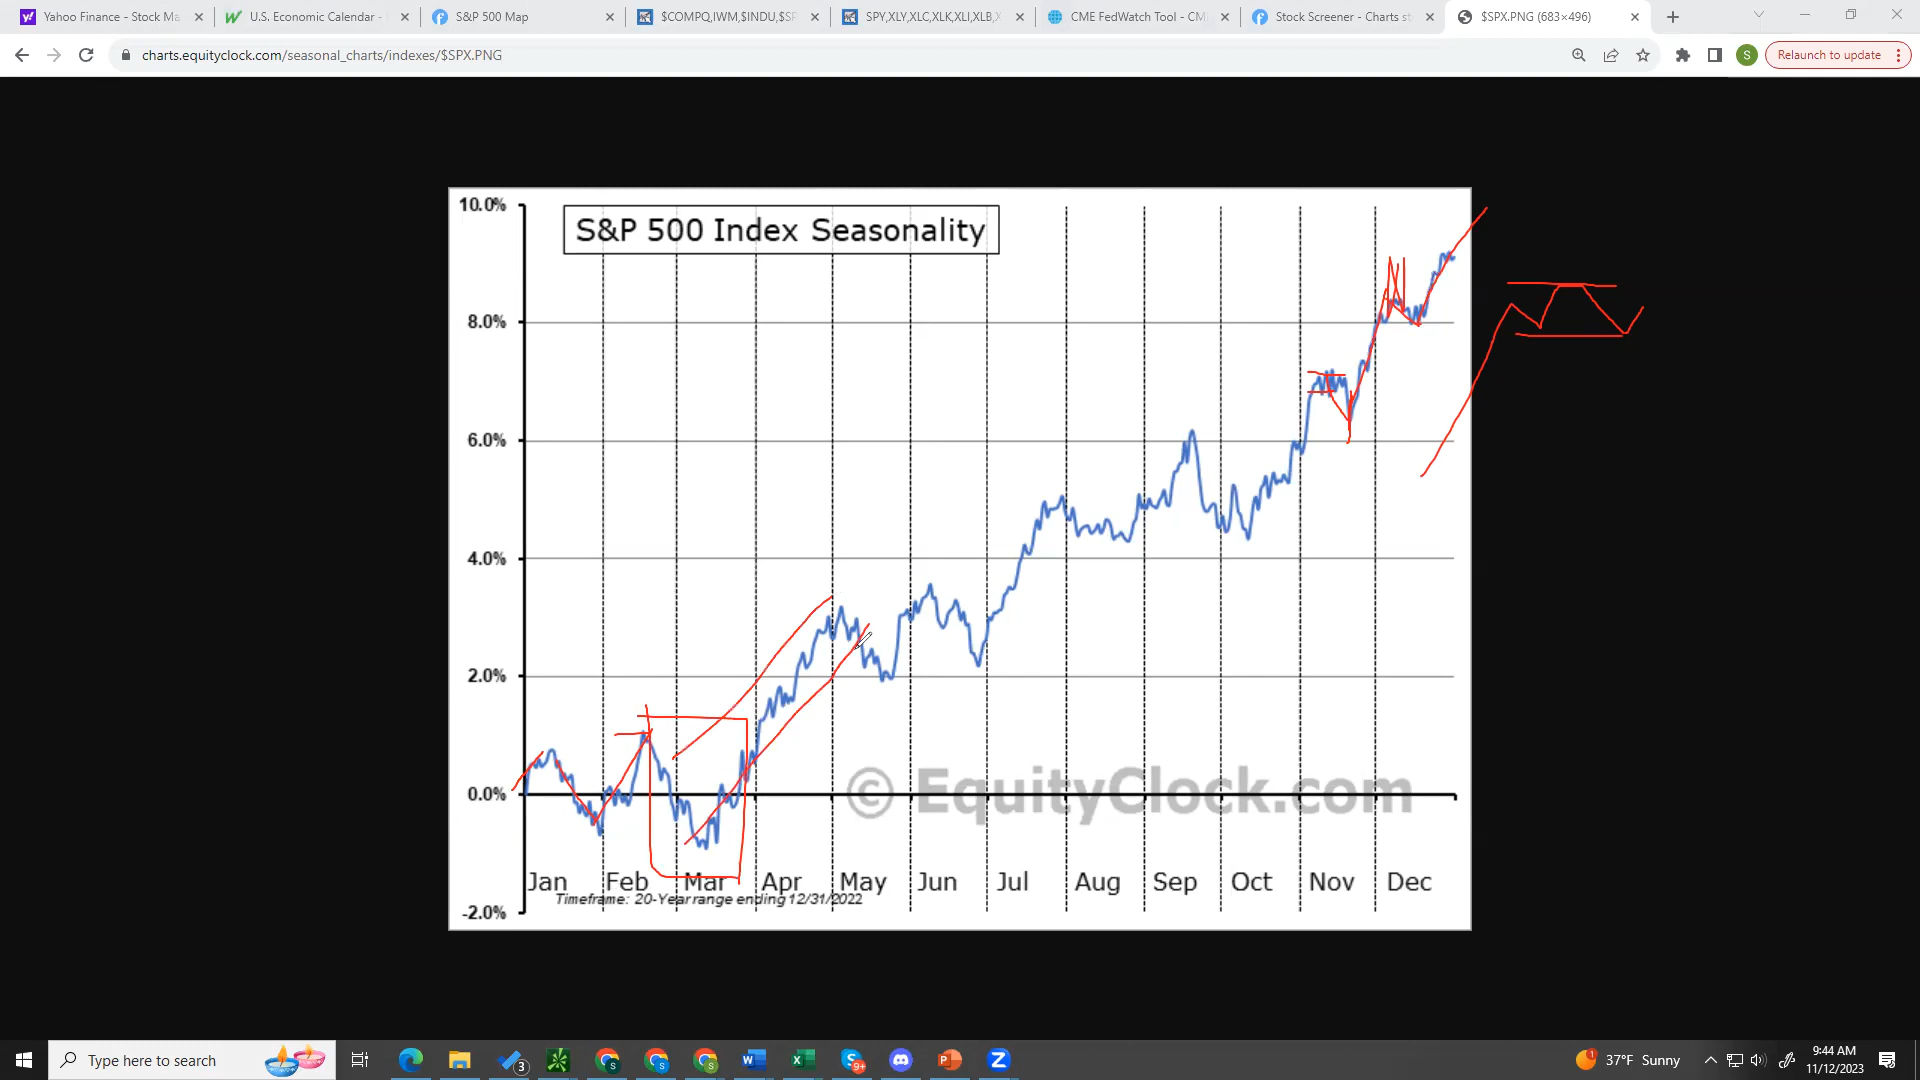 Yahoo Finance - Stock Ma
U.S. Economic Calendar -
S&P 500 Map
$COMPQ,IWM,$INDU,$SP
SPY,XLY,XLC,XLK,XLI,XLB,X
CME FedWatch Tool - CM
Stock Screener - Charts st
$SPX.PNG (683×496)
charts.equityclock.com/seasonal_charts/indexes/$SPX.PNG
S
Relaunch to update
S&P 500 Index Seasonality
10.0%
8.0%
6.0%
4.0%
2.0%
0.0%
-2.0%
© EquityClock.com
Jan Feb Mar Apr May Jun Jul Aug Sep Oct Nov Dec
Timeframe: 20-Year range ending 12/31/2022
Type here to search
3
9+
1
37°F Sunny
9:44 AM
11/12/2023